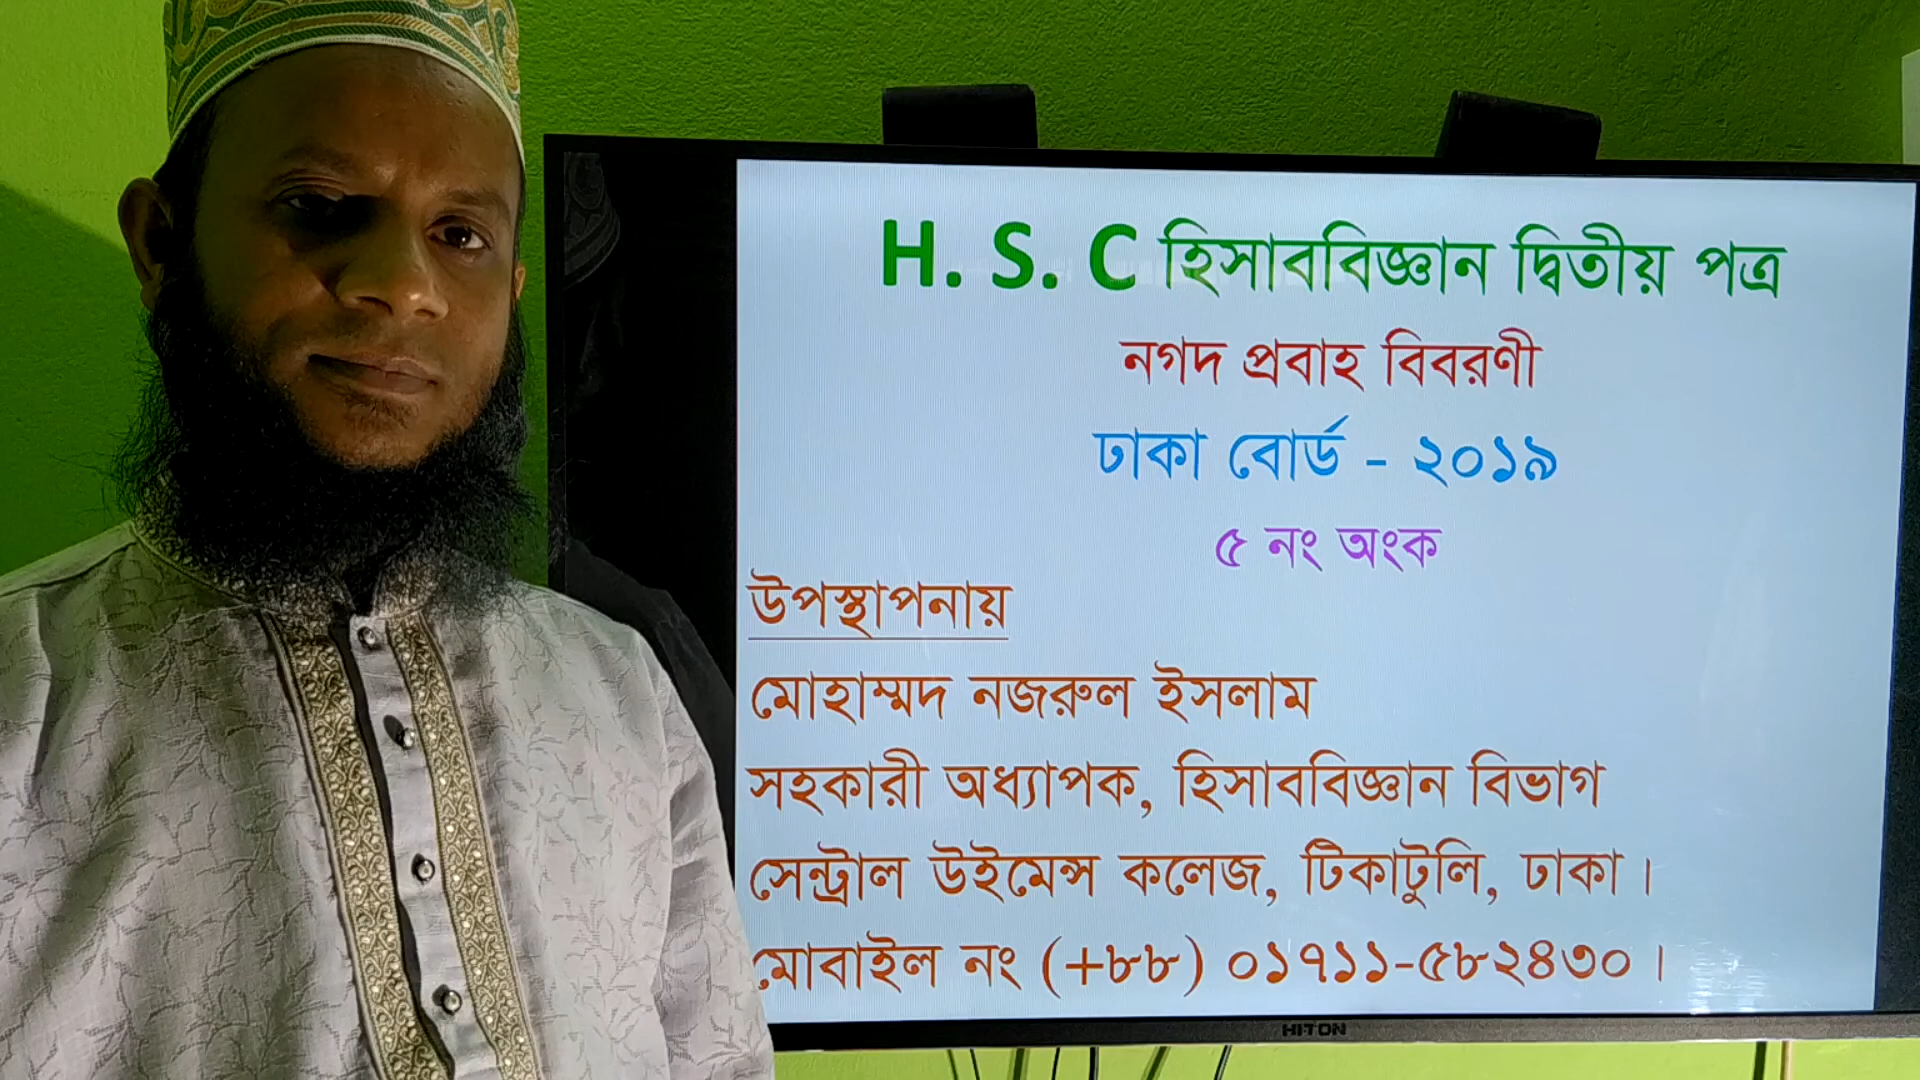 H. S. C হিসাববিজ্ঞান দ্বিতীয় পত্র
নগদ প্রবাহ বিবরণী
ঢাকা বোর্ড - ২০১৯
৫ নং অংক
উপস্থাপনায়
মোহাম্মদ নজরুল ইসলাম
সহকারী অধ্যাপক, হিসাববিজ্ঞান বিভাগ
সেন্ট্রাল উইমেন্স কলেজ, টিকাটুলি, ঢাকা।
মোবাইল নং (+৮৮) ০১৭১১-৫৮২৪৩০।
HITON